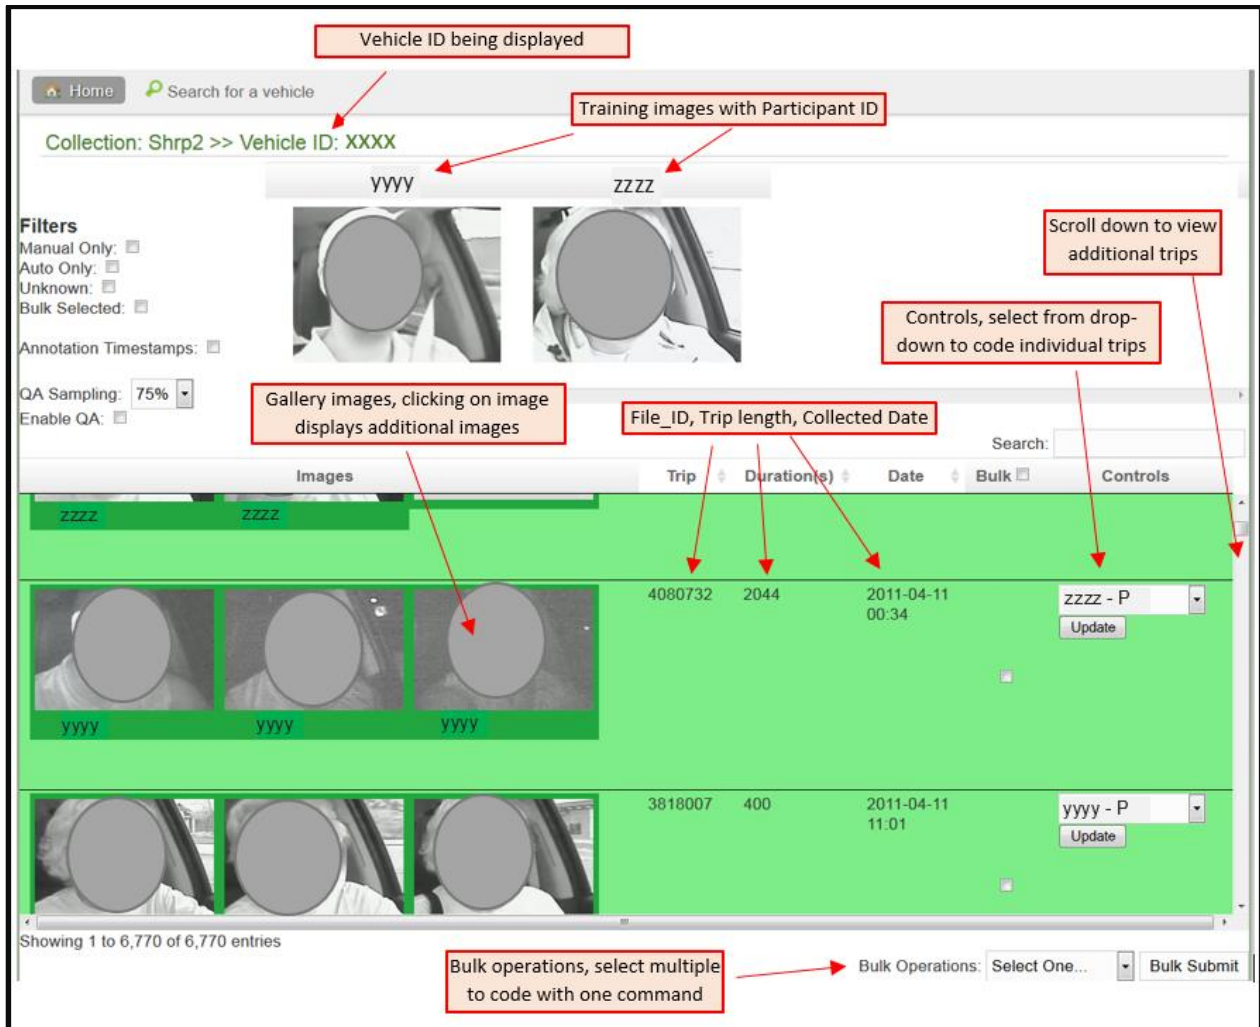 Vehicle ID being displayed
Home
Search for a vehicle
Training images with Participant ID
Collection: Shrp2 >> Vehicle ID: XXXX
yyyy
zzzz
Filters
Manual Only:
Auto Only:
Unknown:
Bulk Selected:
Annotation Timestamps:
QA Sampling: 75%
Enable QA:
Scroll down to view
additional trips
Controls, select from drop-
down to code individual trips
Gallery images, clicking on image
displays additional images
File_ID, Trip length, Collected Date
Search:
Images
Trip
Duration(s)
Date
Bulk
Controls
zzzz
zzzz
4080732
2044
2011-04-11
00:34
zzzz - P
Update
yyyy
yyyy
yyyy
3818007
400
2011-04-11
11:01
yyyy - P
Update
Showing 1 to 6,770 of 6,770 entries
Bulk operations, select multiple
to code with one command
Bulk Operations: Select One...
Bulk Submit